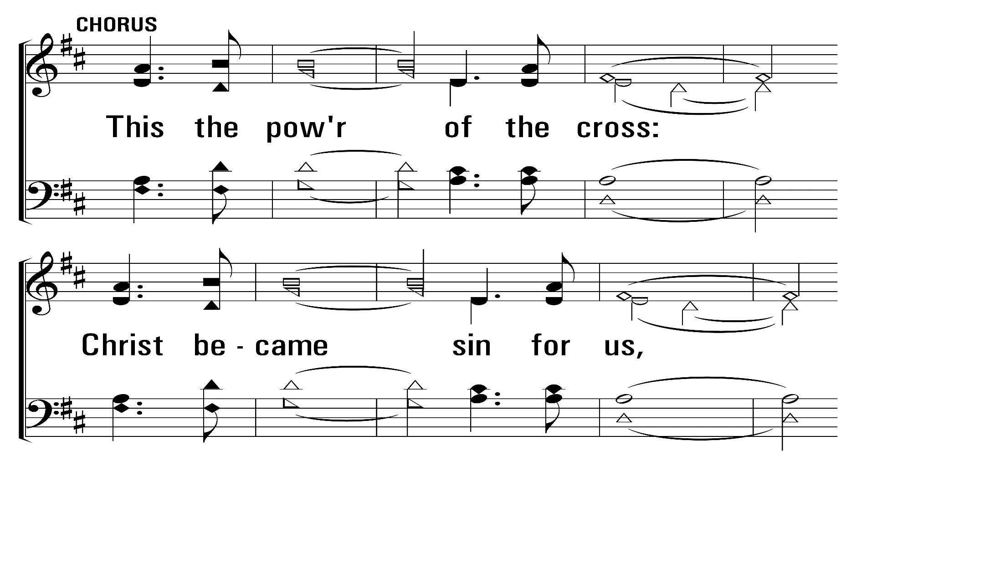 CHORUS
This the pow'r of the cross:
Christ be - came sin for us,